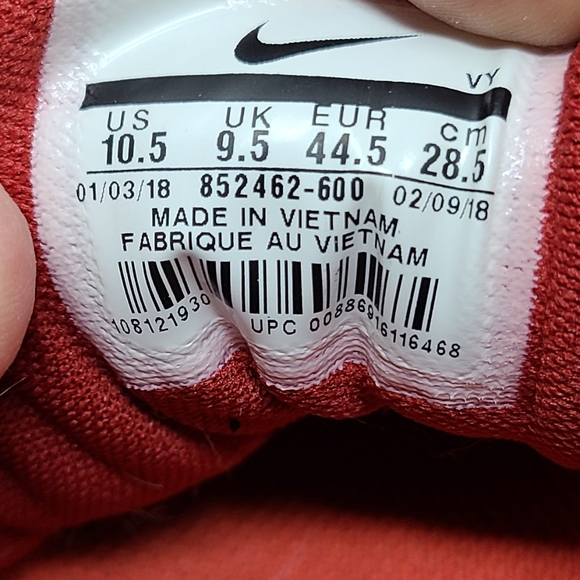 VY
US UK EUR cm
10.5 9.5 44.5 28.5
01/03/18 852462-600 02/09/18
MADE IN VIETNAM
FABRIQUE AU VIETNAM
108121930 UPC 00886916116468